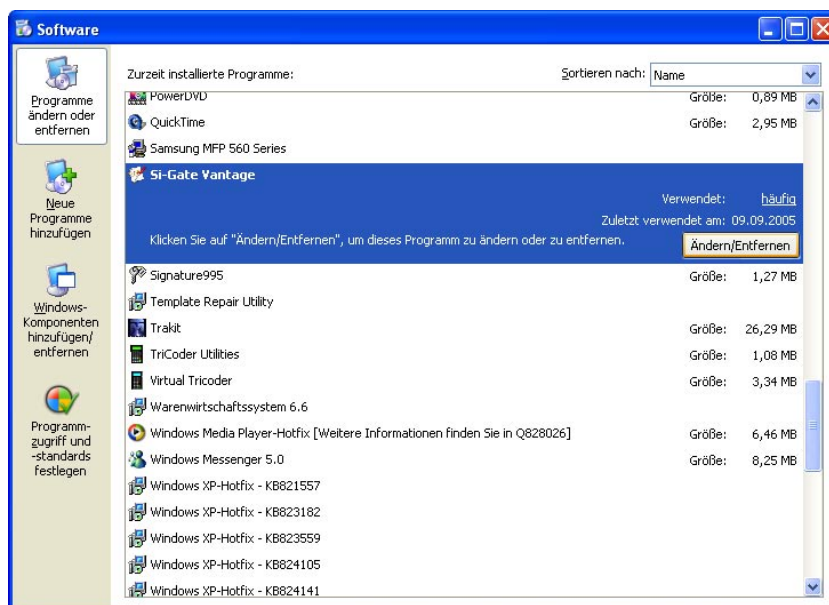 Software
Programme
ändern oder
entfernen
Neue
Programme
hinzufügen
Windows-
Komponenten
hinzufügen/
entfernen
Programm-
zugriff und
-standards
festlegen
Zurzeit installierte Programme:
Sortieren nach: Name
PowerDVD Größe: 0,89 MB
QuickTime Größe: 2,95 MB
Samsung MFP 560 Series
Si-Gate Vantage
Verwendet: häufig
Zuletzt verwendet am: 09.09.2005
Klicken Sie auf "Ändern/Entfernen", um dieses Programm zu ändern oder zu entfernen. Ändern/Entfernen
Signature995 Größe: 1,27 MB
Template Repair Utility
Trakit Größe: 26,29 MB
TriCoder Utilities Größe: 1,08 MB
Virtual Tricoder Größe: 3,34 MB
Warenwirtschaftssystem 6.6
Windows Media Player-Hotfix [Weitere Informationen finden Sie in Q828026] Größe: 6,46 MB
Windows Messenger 5.0 Größe: 8,25 MB
Windows XP-Hotfix - KB821557
Windows XP-Hotfix - KB823182
Windows XP-Hotfix - KB823559
Windows XP-Hotfix - KB824105
Windows XP-Hotfix - KB824141